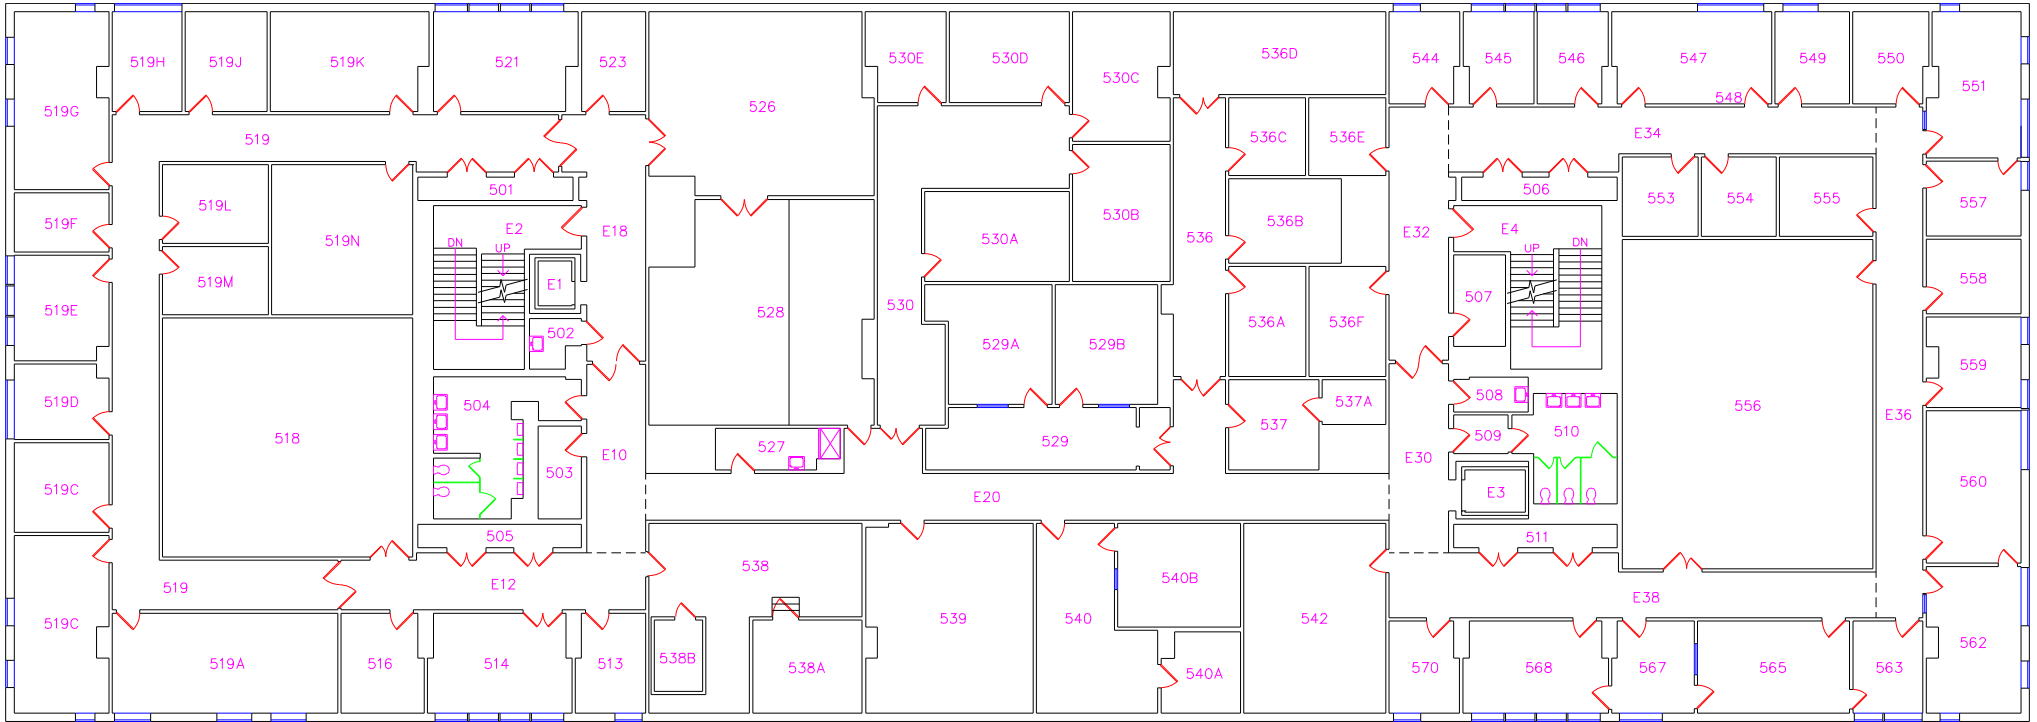 519H
519J
519K
521
523
530E
530D
530C
536D
544
545
546
547
549
550
551
548
519G
526
519
536C
536E
E34
501
506
519L
519F
519N
E2
E18
530A
530B
536
536B
E32
E4
553
554
555
557
DN
UP
UP
DN
519M
E1
519E
502
528
530
529A
529B
536A
536F
507
558
559
519D
504
508
537A
556
E36
518
527
529
537
509
510
519C
503
E10
E20
E30
E3
560
505
511
519
E12
538
540B
E38
519C
519A
516
514
513
538B
538A
539
540
540A
542
570
568
567
565
563
562